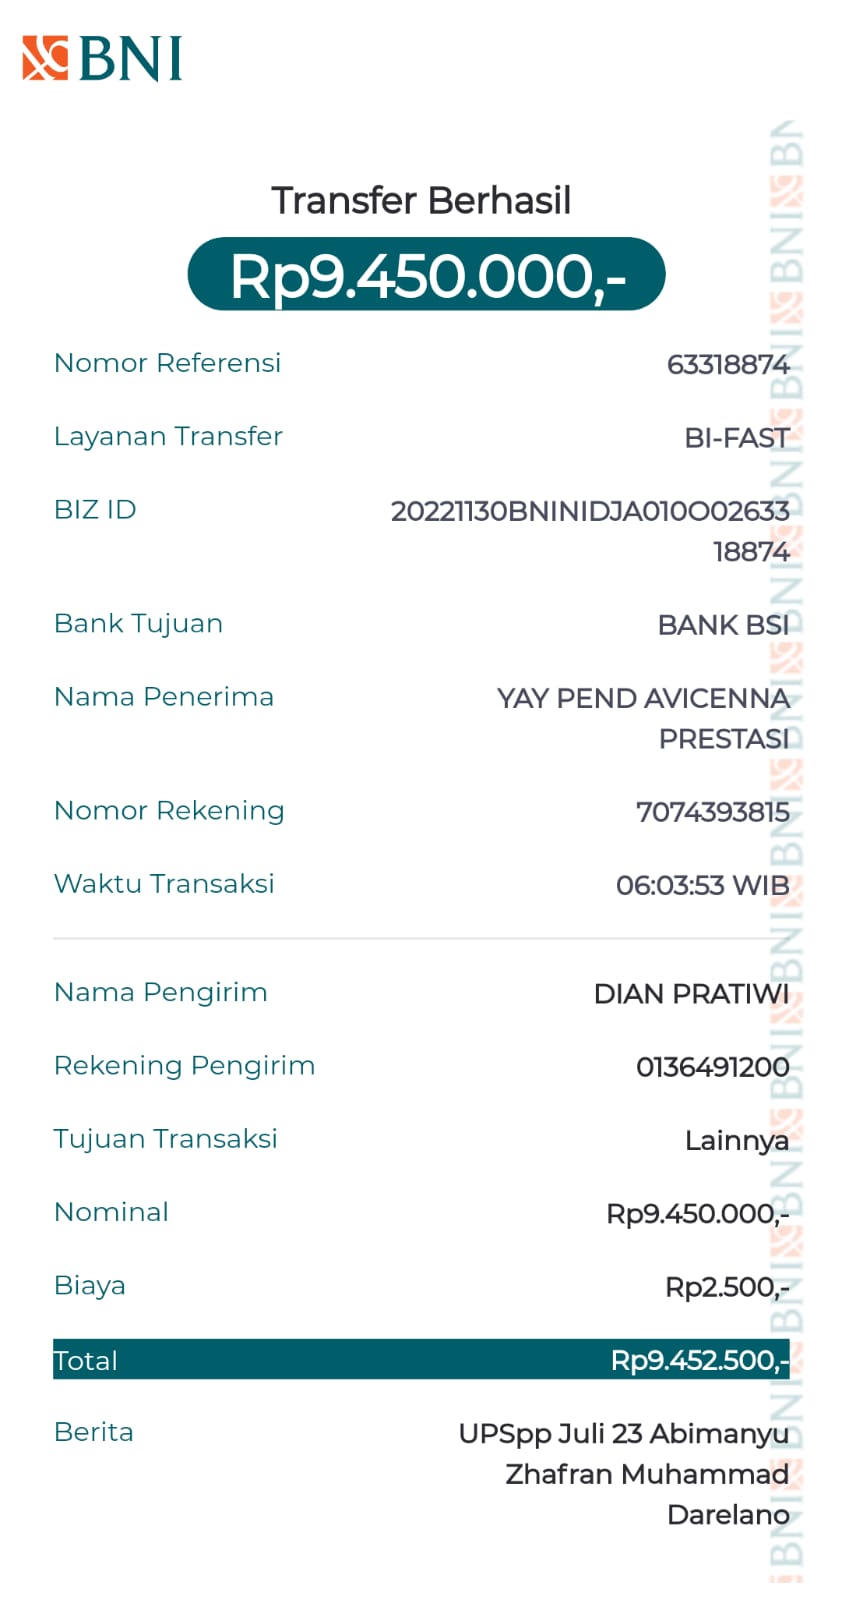 BNI
Transfer Berhasil
Rp9.450.000,-
Nomor Referensi 63318874
Layanan Transfer BI-FAST
BIZ ID 20221130BNINIDJA010O02633
18874
Bank Tujuan BANK BSI
Nama Penerima YAY PEND AVICENNA
PRESTASI
Nomor Rekening 7074393815
Waktu Transaksi 06:03:53 WIB
Nama Pengirim DIAN PRATIWI
Rekening Pengirim 0136491200
Tujuan Transaksi Lainnya
Nominal Rp9.450.000,-
Biaya Rp2.500,-
Total Rp9.452.500,-
Berita UPSpp Juli 23 Abimanyu
Zhafran Muhammad
Darelano
BNI BNI BNI BNI BNI BNI BNI BNI BNI BNI BNI BNI BNI